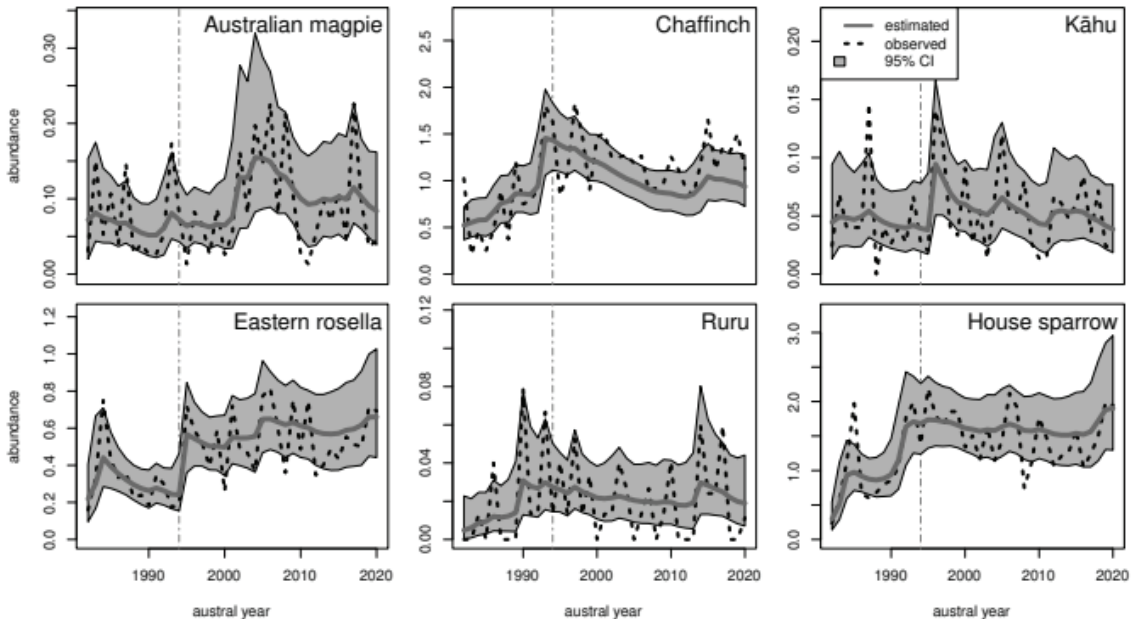 Australian magpie
0.00 0.10 0.20 0.30
abundance
Chaffinch
0.0 0.5 1.0 1.5 2.0 2.5
Kāhu
estimated
observed
95% CI
0.00 0.05 0.10 0.15 0.20
Eastern rosella
0.0 0.2 0.4 0.6 0.8 1.0 1.2
abundance
1990 2000 2010 2020
austral year
Ruru
0.00 0.04 0.08 0.12
1990 2000 2010 2020
austral year
House sparrow
0.0 1.0 2.0 3.0
1990 2000 2010 2020
austral year